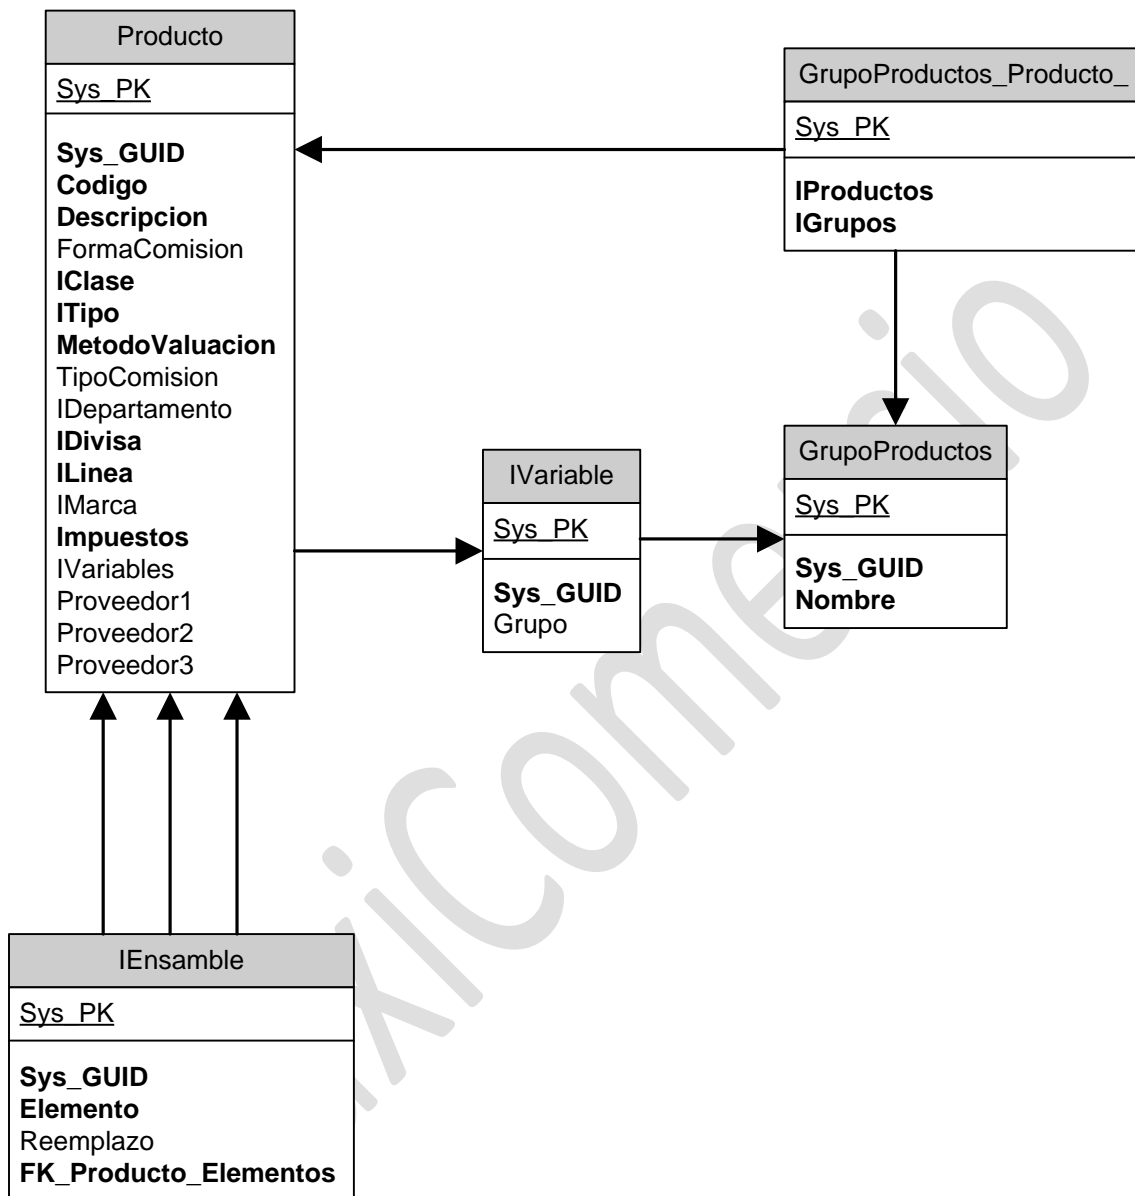 Producto
Sys_PK
Sys_GUID
Codigo
Descripcion
FormaComision
IClase
ITipo
MetodoValuacion
TipoComision
IDepartamento
IDivisa
ILinea
IMarca
Impuestos
IVariables
Proveedor1
Proveedor2
Proveedor3
GrupoProductos_Producto_
Sys_PK
IProductos
IGrupos
IVariable
Sys_PK
Sys_GUID
Grupo
GrupoProductos
Sys_PK
Sys_GUID
Nombre
IEnsamble
Sys_PK
Sys_GUID
Elemento
Reemplazo
FK_Producto_Elementos